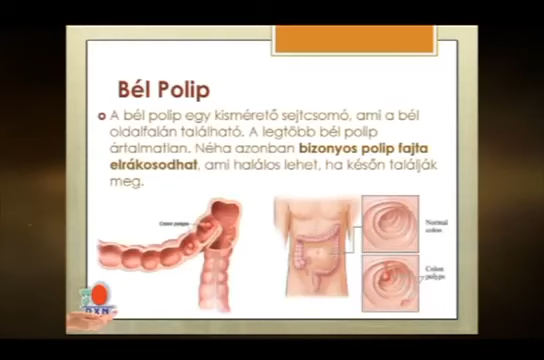 Bél Polip
A bél polip egy kisméretű sejtcsomó, ami a bél
oldalfalán található. A legtöbb bél polip
ártalmatlan. Néha azonban bizonyos polip fajta
elrákosodhat, ami halálos lehet, ha későn találják
meg.
Colon polyps
Normal
colon
Colon
polyps
DXN